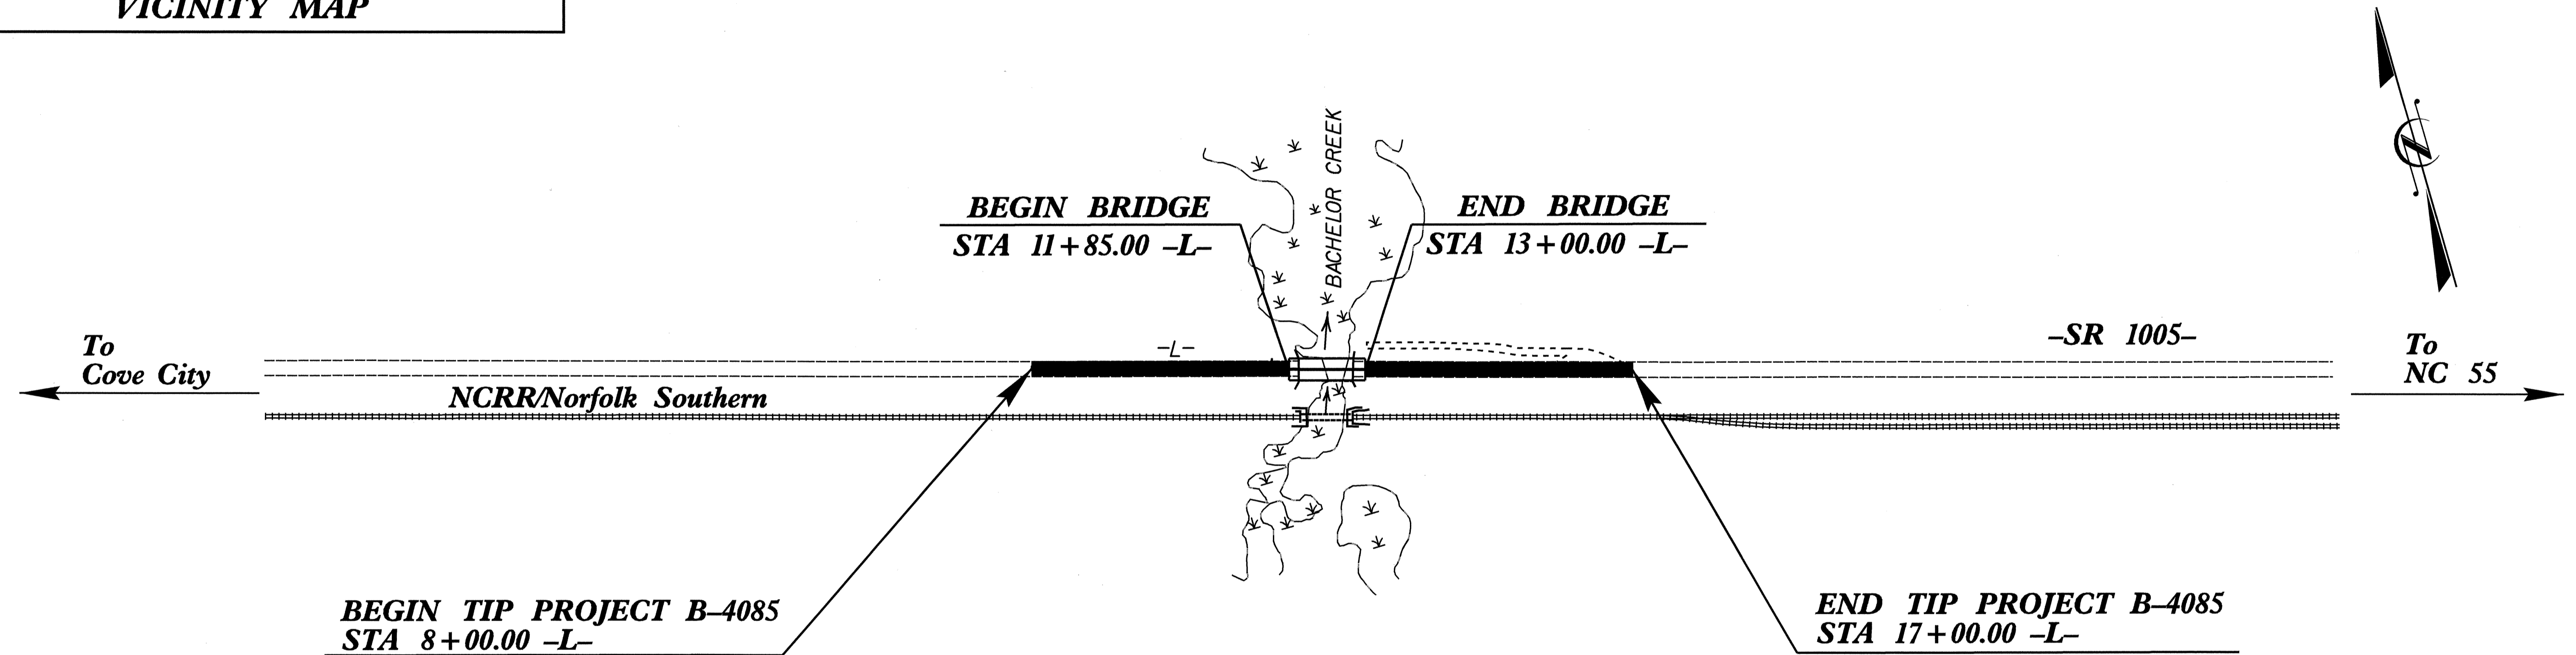 VICINITY MAP
BACHELOR CREEK
BEGIN BRIDGE
STA 11+85.00 –L–
END BRIDGE
STA 13+00.00 –L–
N
–L–
–SR 1005–
To
Cove City
To
NC 55
NCRR/Norfolk Southern
BEGIN TIP PROJECT B–4085
STA 8+00.00 –L–
END TIP PROJECT B–4085
STA 17+00.00 –L–